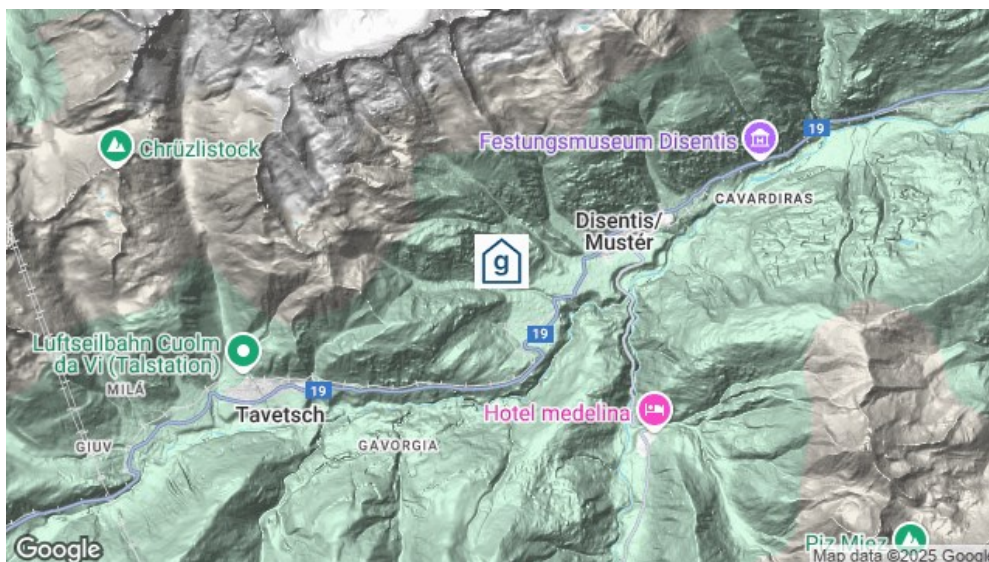 Chrüzlistock
Festungsmuseum Disentis
19
CAVARDIRAS
Disentis/
Mustér
g
19
Luftseilbahn Cuolm
da Vi (Talstation)
MILÁ
19
Tavetsch
Hotel medelina
GIUV
GAVORGIA
Piz Miez
Google
Map data ©2025 Google